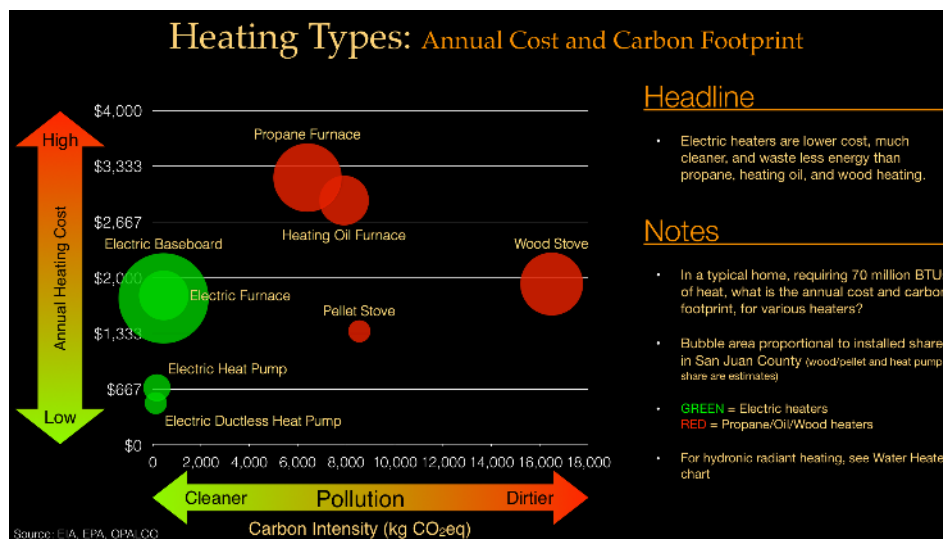 Heating Types: Annual Cost and Carbon Footprint
High
Annual Heating Cost
Low
$4,000
$3,333
$2,667
$2,000
$1,333
$667
$0
Propane Furnace
Heating Oil Furnace
Electric Baseboard
Wood Stove
Electric Furnace
Pellet Stove
Electric Heat Pump
Electric Ductless Heat Pump
0 2,000 4,000 6,000 8,000 10,000 12,000 14,000 16,000 18,000
Cleaner Pollution Dirtier
Carbon Intensity (kg CO₂eq)
Source: EIA, EPA, OPALCO
Headline
• Electric heaters are lower cost, much
cleaner, and waste less energy than
propane, heating oil, and wood heating.
Notes
• In a typical home, requiring 70 million BTU
of heat, what is the annual cost and carbon
footprint, for various heaters?
• Bubble area proportional to installed share
in San Juan County (wood/pellet and heat pump
share are estimates)
• GREEN = Electric heaters
RED = Propane/Oil/Wood heaters
• For hydronic radiant heating, see Water Heate
chart